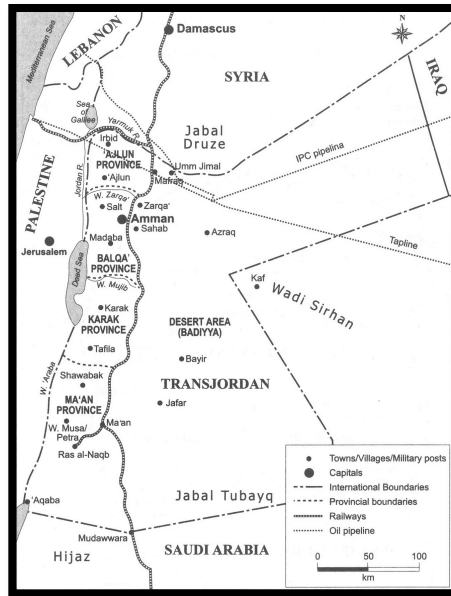 Damascus
Mediterranean Sea
LEBANON
N
SYRIA
IRAQ
Sea
of
Galilee
Yarmuk R.
Jabal
Druze
Irbid
IPC pipelina
AJLUN
PROVINCE
Umm Jimal
'Ajlun
Mafraq
Jordan R.
PALESTINE
W. Zarqa'
Zarqa'
Salt
Amman
Sahab
Azraq
Tapline
Jerusalem
Madaba
BALQA'
PROVINCE
Dead Sea
Kaf
W. Mujib
Wadi Sirhan
Karak
KARAK
PROVINCE
DESERT AREA
(BADIYYA)
Tafila
Bayir
W. 'Araba
Shawabak
TRANSJORDAN
MA'AN
PROVINCE
Jafar
W. Musa/
Petra
Ma'an
Ras al-Naqb
'Aqaba
Jabal Tubayq
Mudawwara
Hijaz
SAUDI ARABIA
Towns/Villages/Military posts
Capitals
International Boundaries
Provincial boundaries
Railways
Oil pipeline
0 50 100
km